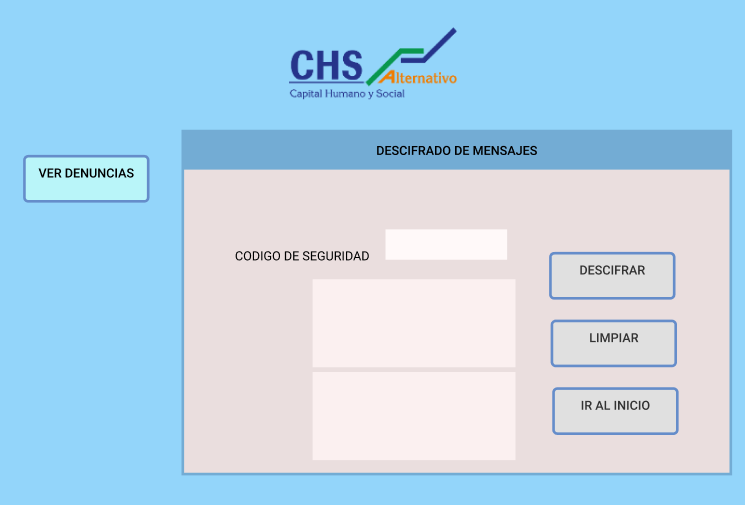 CHS
Alternativo
Capital Humano y Social
DESCIFRADO DE MENSAJES
VER DENUNCIAS
CODIGO DE SEGURIDAD
DESCIFRAR
LIMPIAR
IR AL INICIO